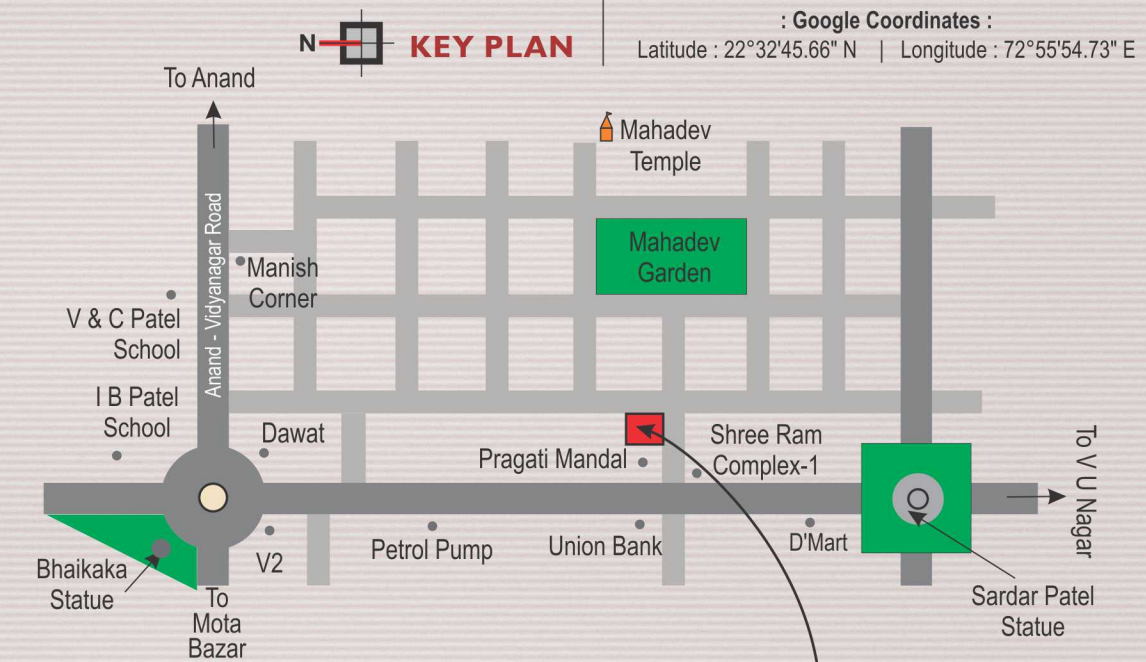 N
KEY PLAN
: Google Coordinates :
Latitude : 22°32'45.66" N | Longitude : 72°55'54.73" E
To Anand
Mahadev
Temple
Mahadev
Garden
Anand - Vidyanagar Road
Manish
Corner
V & C Patel
School
I B Patel
School
Dawat
Pragati Mandal
Shree Ram
Complex-1
To V U Nagar
Bhaikaka
Statue
V2
Petrol Pump
Union Bank
D'Mart
To
Mota
Bazar
Sardar Patel
Statue